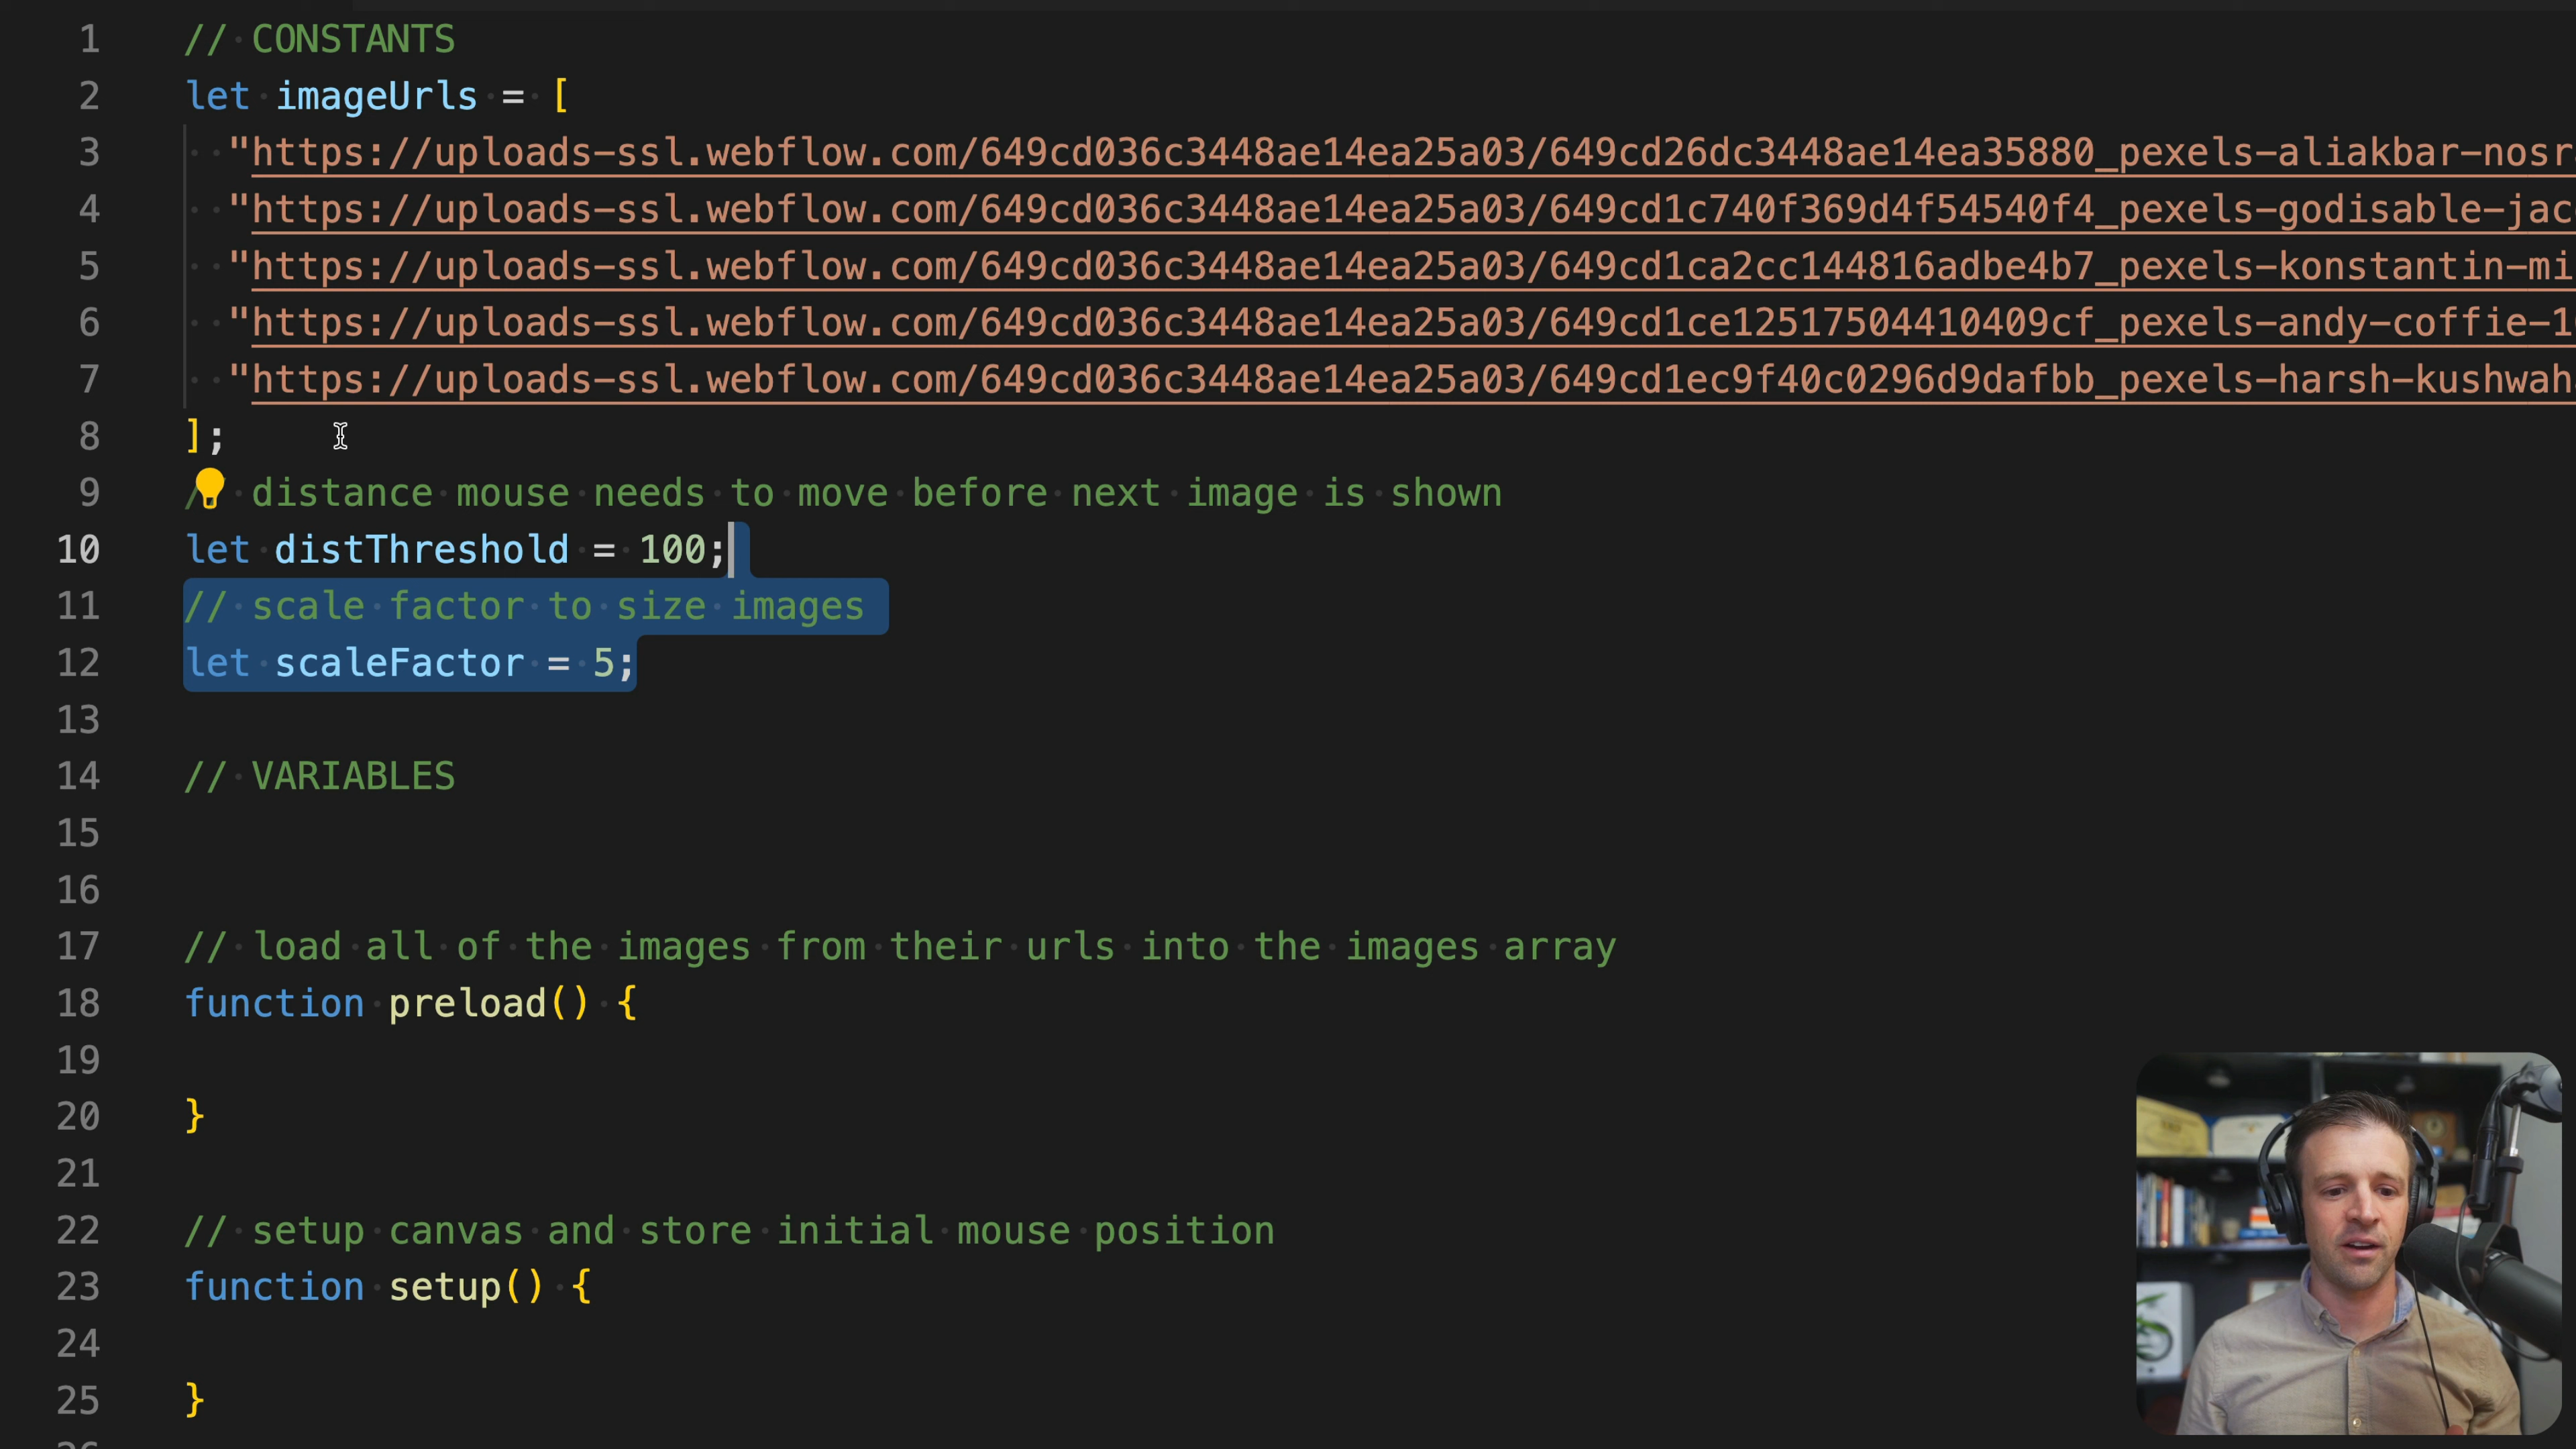 1 // CONSTANTS
2 let imageUrls = [
3 "https://uploads-ssl.webflow.com/649cd036c3448ae14ea25a03/649cd26dc3448ae14ea35880_pexels-aliakbar-nosr
4 "https://uploads-ssl.webflow.com/649cd036c3448ae14ea25a03/649cd1c740f369d4f54540f4_pexels-godisable-jac
5 "https://uploads-ssl.webflow.com/649cd036c3448ae14ea25a03/649cd1ca2cc144816adbe4b7_pexels-konstantin-mi
6 "https://uploads-ssl.webflow.com/649cd036c3448ae14ea25a03/649cd1ce12517504410409cf_pexels-andy-coffie-1
7 "https://uploads-ssl.webflow.com/649cd036c3448ae14ea25a03/649cd1ec9f40c0296d9dafbb_pexels-harsh-kushwah
8 ];
9 / distance mouse needs to move before next image is shown
10 let distThreshold = 100;
11 // scale factor to size images
12 let scaleFactor = 5;
13
14 // VARIABLES
15
16
17 // load all of the images from their urls into the images array
18 function preload() {
19
20 }
21
22 // setup canvas and store initial mouse position
23 function setup() {
24
25 }